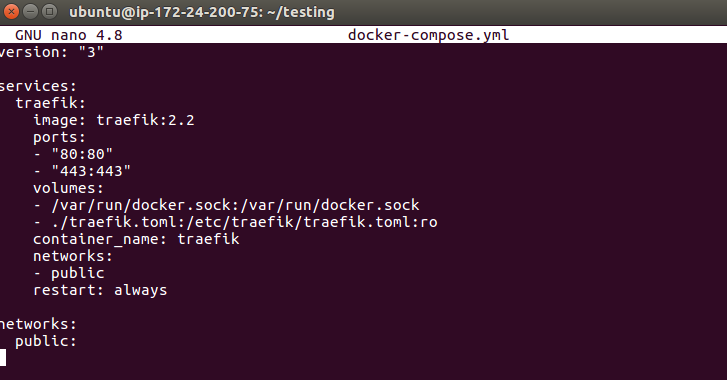 ubuntu@ip-172-24-200-75: ~/testing
GNU nano 4.8 docker-compose.yml
version: "3"

services:
  traefik:
    image: traefik:2.2
    ports:
    - "80:80"
    - "443:443"
    volumes:
    - /var/run/docker.sock:/var/run/docker.sock
    - ./traefik.toml:/etc/traefik/traefik.toml:ro
    container_name: traefik
    networks:
    - public
    restart: always

networks:
  public: